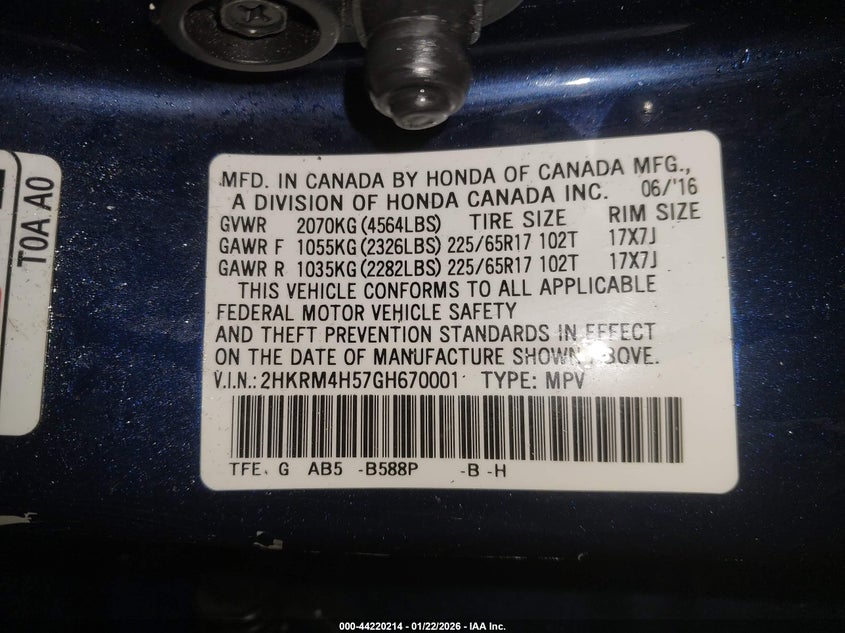 MFD. IN CANADA BY HONDA OF CANADA MFG.,
A DIVISION OF HONDA CANADA INC. 06/'16
GVWR 2070KG (4564LBS) TIRE SIZE RIM SIZE
GAWR F 1055KG (2326LBS) 225/65R17 102T 17X7J
GAWR R 1035KG (2282LBS) 225/65R17 102T 17X7J
THIS VEHICLE CONFORMS TO ALL APPLICABLE
FEDERAL MOTOR VEHICLE SAFETY
AND THEFT PREVENTION STANDARDS IN EFFECT
ON THE DATE OF MANUFACTURE SHOWN ABOVE.
V.I.N.: 2HKRM4H57GH670001 TYPE: MPV
TFE. G AB5 -B588P -B -H
T0A A0
000-44220214 - 01/22/2026 - IAA Inc.